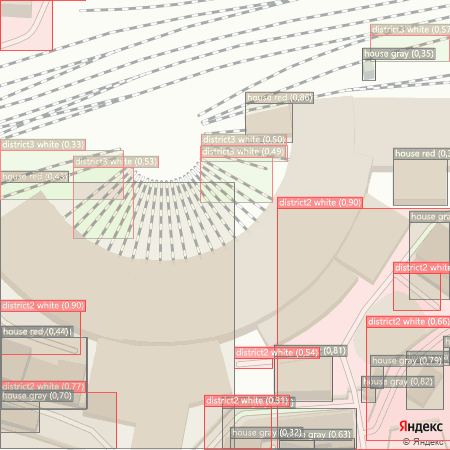 district3 white (0,57)
house gray (0,35)
house red (0,86)
district3 white (0,33)
district3 white (0,50)
district3 white (0,49)
district3 white (0,53)
house red
house red (0,43)
district2 white (0,90)
house gray
district2 white
district2 white (0,90)
district2 white (0,66)
house red (0,44)
district2 white (0,54)
(0,81)
house gray (0,79)
district2 white (0,77)
house gray (0,82)
house gray (0,70)
district2 white (0,51)
Яндекс
house gray (0,32)
(0,63)
© Яндекс